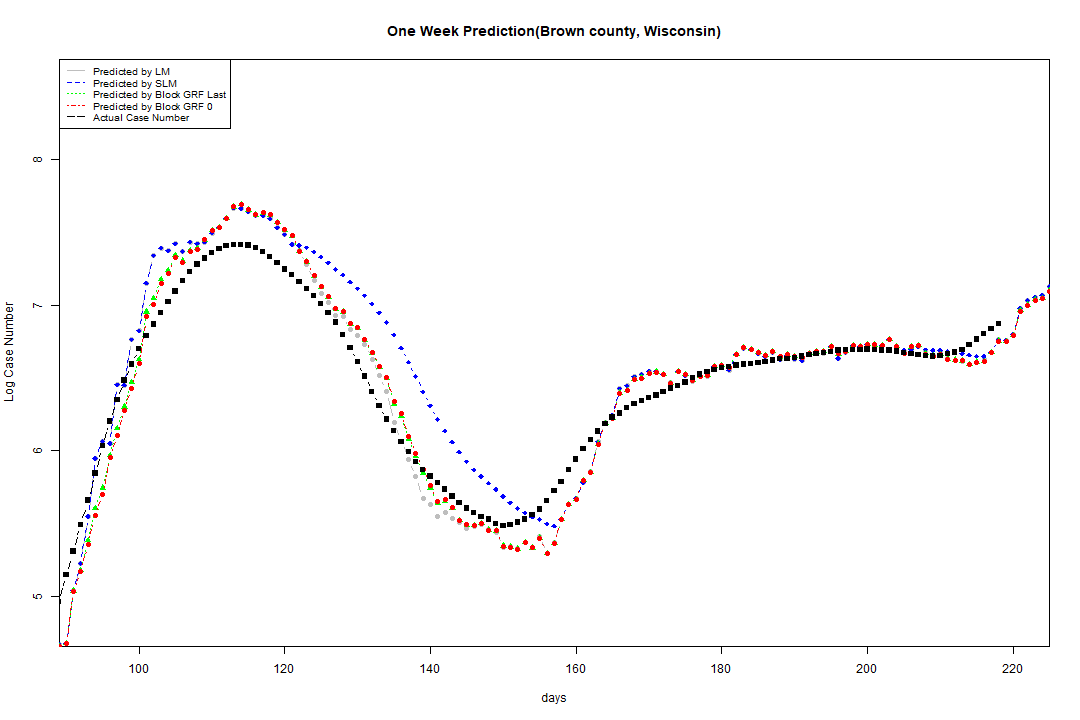 One Week Prediction(Brown county, Wisconsin)
Predicted by LM
Predicted by SLM
Predicted by Block GRF Last
Predicted by Block GRF 0
Actual Case Number
8
7
6
5
Log Case Number
100 120 140 160 180 200 220
days